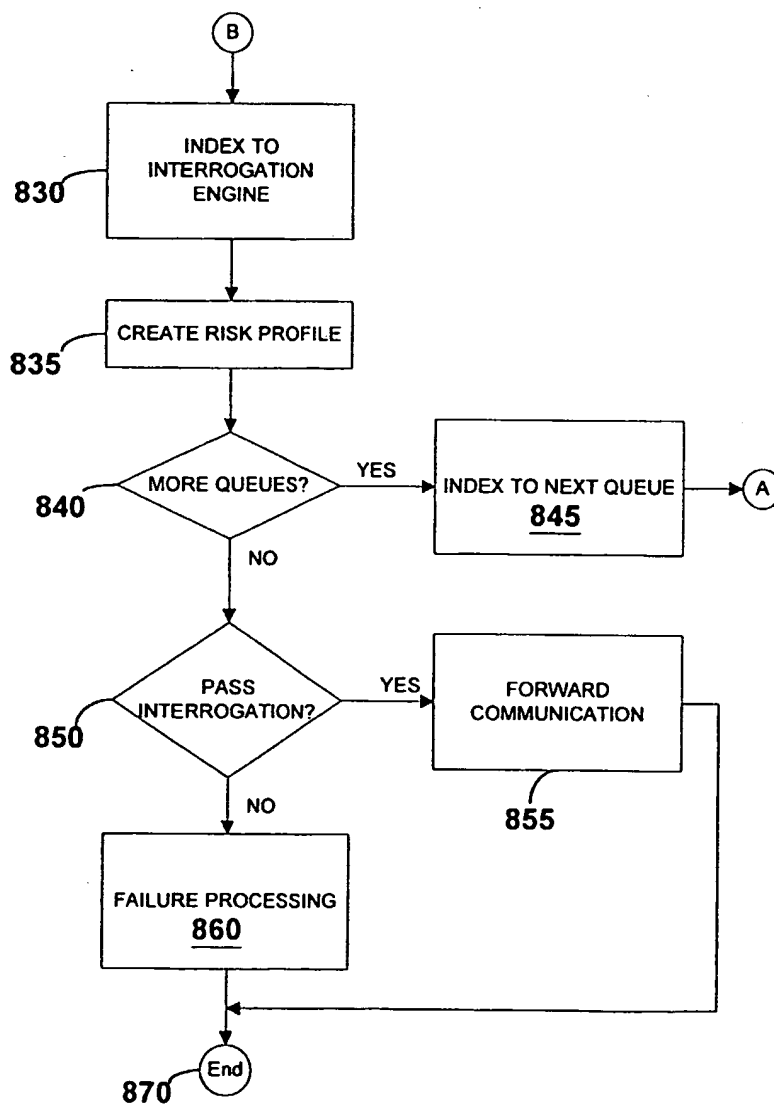 B
INDEX TO
INTERROGATION
ENGINE
830
CREATE RISK PROFILE
835
MORE QUEUES?
840
YES
INDEX TO NEXT QUEUE
845
A
NO
PASS
INTERROGATION?
850
YES
FORWARD
COMMUNICATION
855
NO
FAILURE PROCESSING
860
End
870